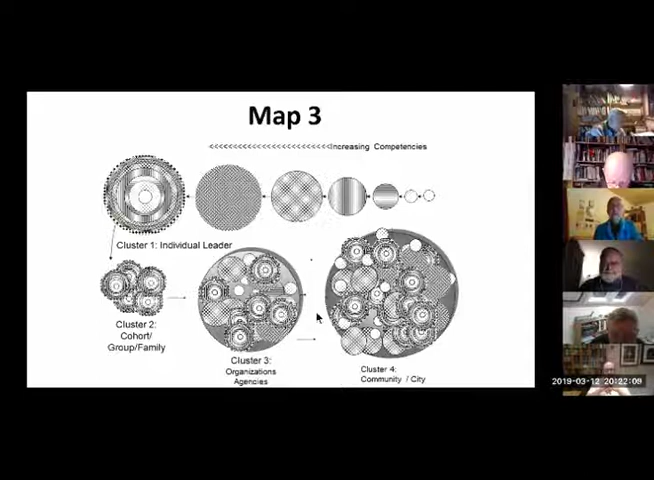 Map 3
<<<<<<<<<<<<<<<<<<<<<<<<<<<Increasing Competencies
Cluster 1: Individual Leader
Cluster 2:
Cohort/
Group/Family
Cluster 3:
Organizations
Agencies
Cluster 4:
Community / City
2019-03-12 20:22:09